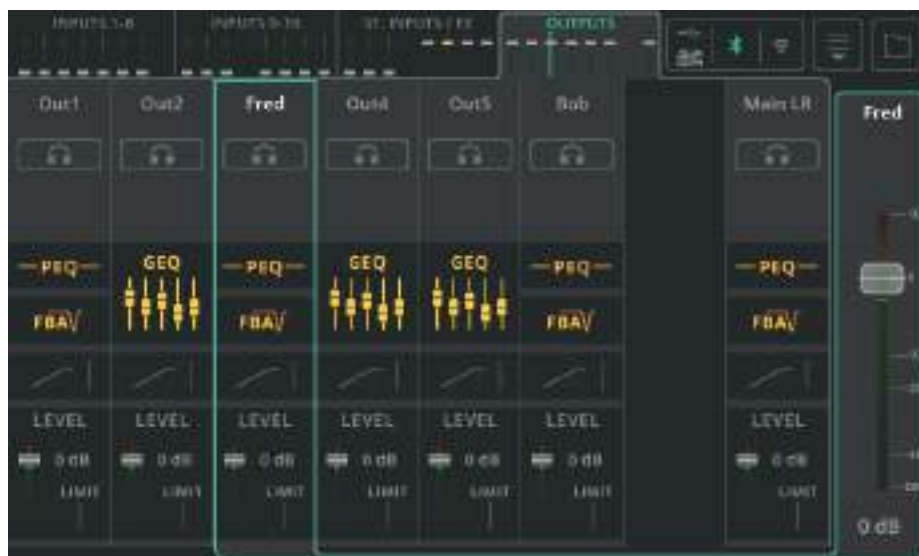 INPUTS 1-8 INPUTS 9-16 ST. INPUTS / FX OUTPUTS
Out1 Out2 Fred Out4 Out5 Bob Main LR Fred
PEQ GEQ PEQ GEQ GEQ PEQ PEQ
FBA FBA FBA FBA
LEVEL LEVEL LEVEL LEVEL LEVEL LEVEL LEVEL
0 dB 0 dB 0 dB 0 dB 0 dB 0 dB 0 dB
LIMIT LIMIT LIMIT LIMIT LIMIT LIMIT LIMIT
0 dB